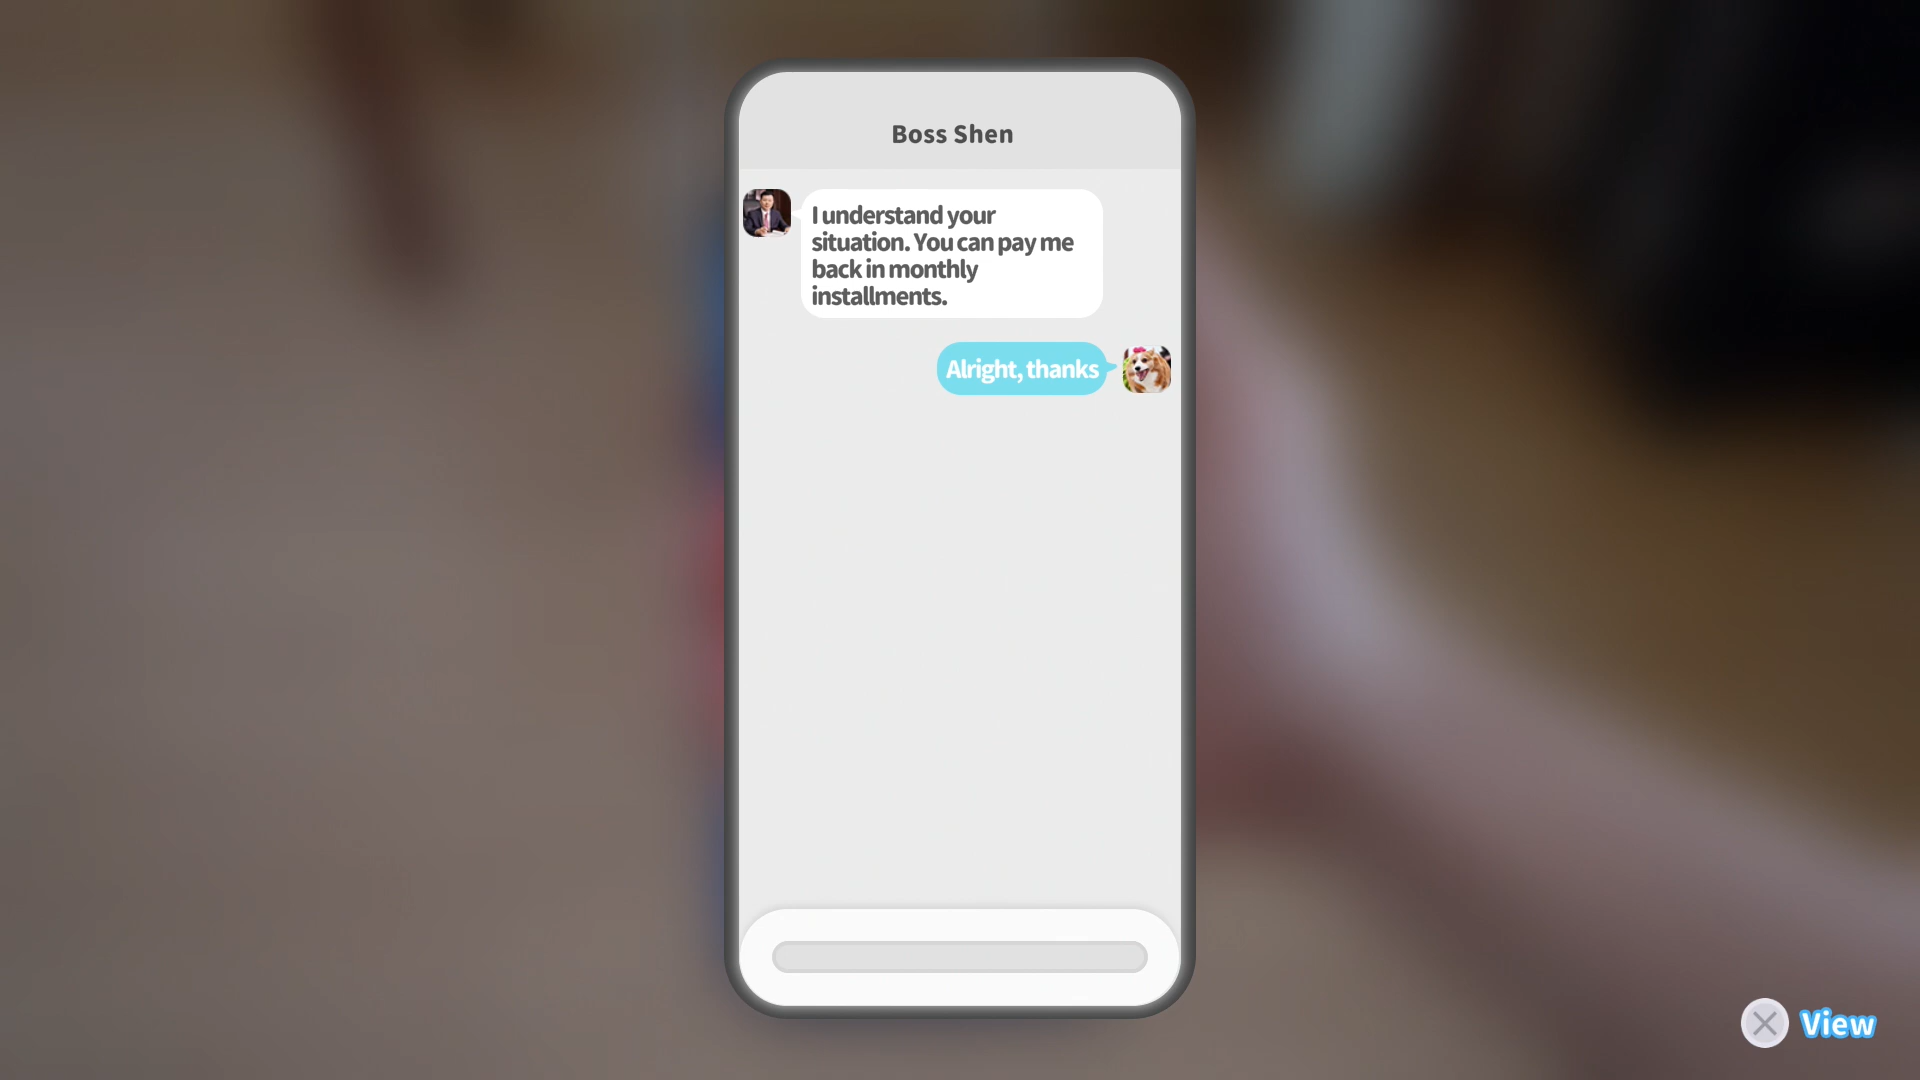 Boss Shen
I understand your
situation. You can pay me
back in monthly
installments.
Alright, thanks
View